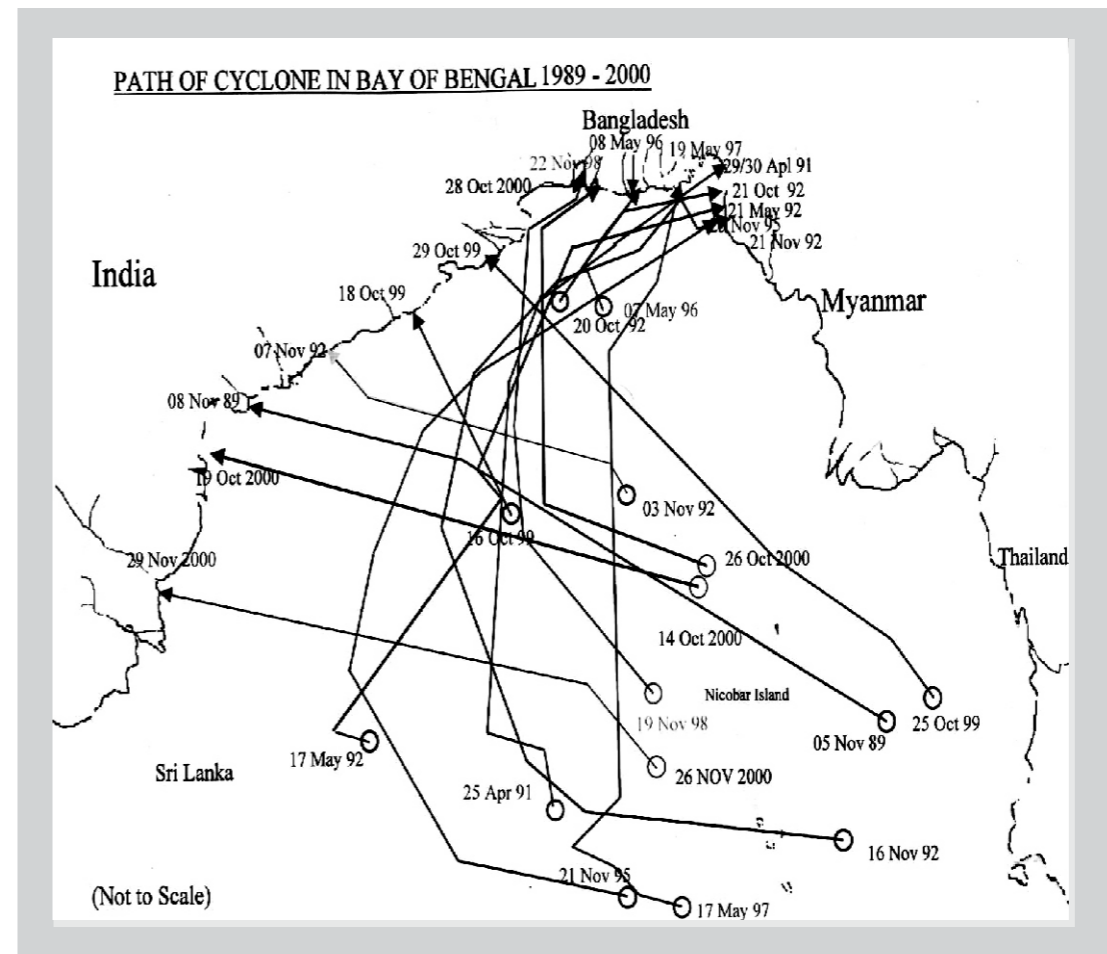 PATH OF CYCLONE IN BAY OF BENGAL 1989 - 2000
Bangladesh
08 May 96
19 May 97
22 Nov 98
29/30 Apl 91
28 Oct 2000
21 Oct 92
21 May 92
Nov 95
21 Nov 92
29 Oct 99
India
18 Oct 99
Myanmar
07 May 96
20 Oct 92
07 Nov 92
08 Nov 89
19 Oct 2000
03 Nov 92
16 Oct 99
29 Nov 2000
26 Oct 2000
Thailand
14 Oct 2000
Nicobar Island
19 Nov 98
25 Oct 99
05 Nov 89
17 May 92
Sri Lanka
26 NOV 2000
25 Apr 91
16 Nov 92
21 Nov 95
(Not to Scale)
17 May 97